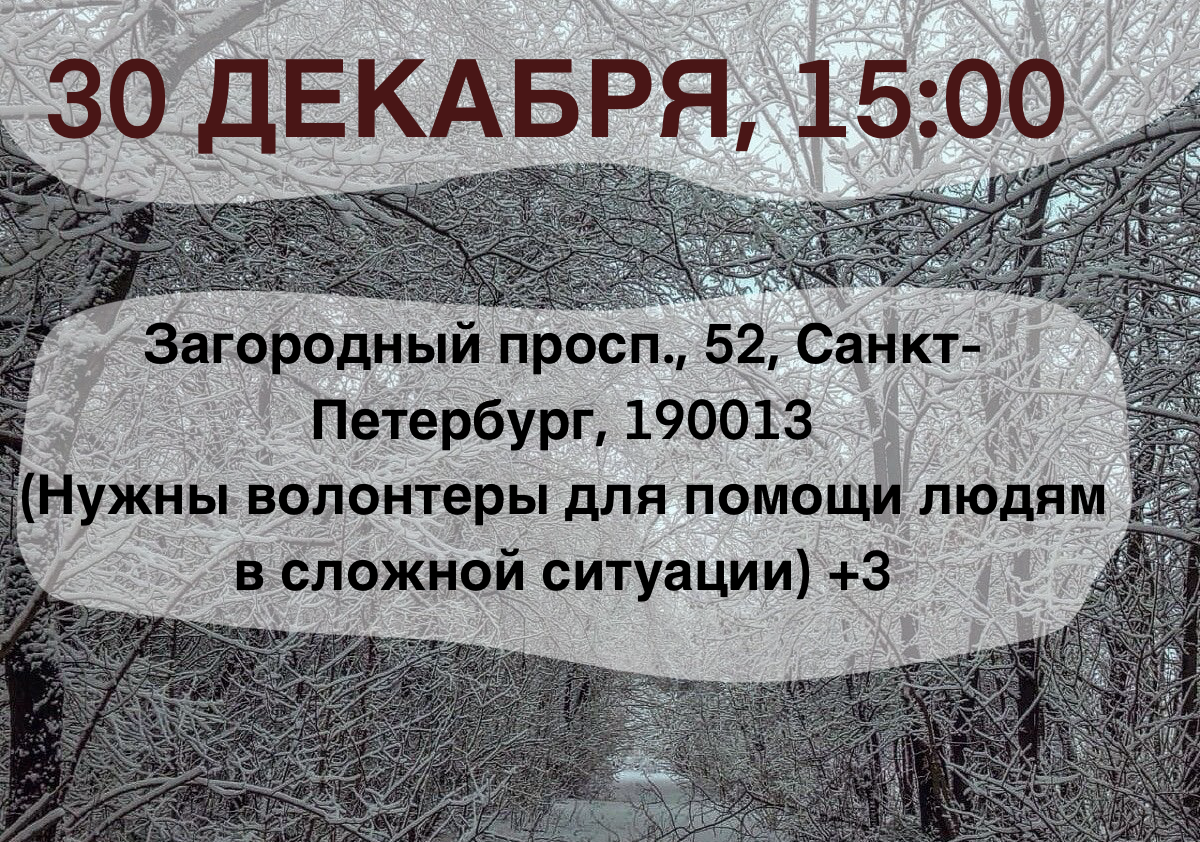 30 ДЕКАБРЯ, 15:00
Загородный просп., 52, Санкт-
Петербург, 190013
(Нужны волонтеры для помощи людям
в сложной ситуации) +3